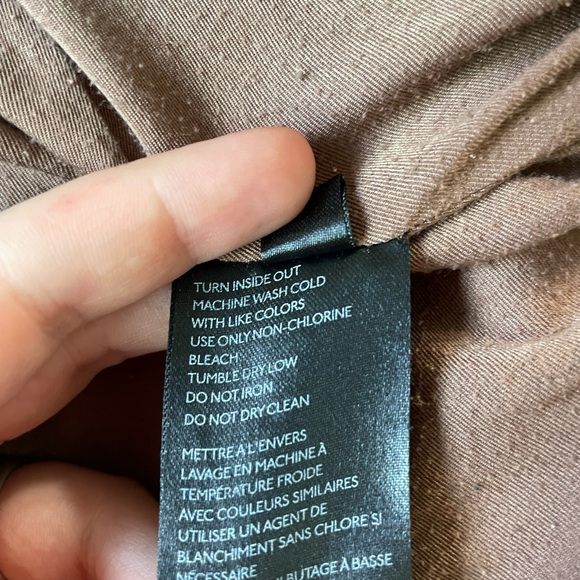 TURN INSIDE OUT
MACHINE WASH COLD
WITH LIKE COLORS
USE ONLY NON-CHLORINE
BLEACH
TUMBLE DRY LOW
DO NOT IRON
DO NOT DRY CLEAN
METTRE A L'ENVERS
LAVAGE EN MACHINE À
TEMPÉRATURE FROIDE
AVEC COULEURS SIMILAIRES
UTILISER UN AGENT DE
BLANCHIMENT SANS CHLORE SI
NÉCESSAIRE
À BASSE